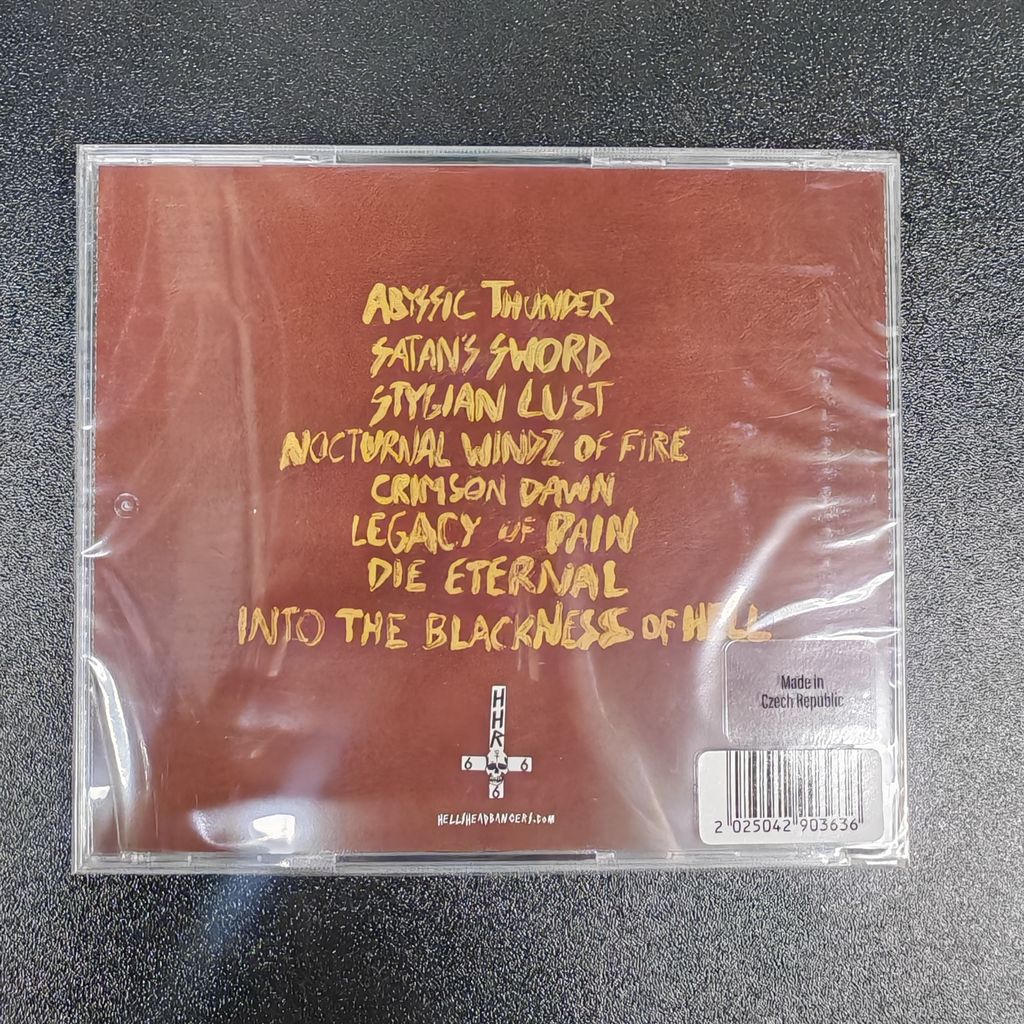 ABYSSIC THUNDER
SATAN'S SWORD
STYGIAN LUST
NOCTURNAL WINDZ OF FIRE
CRIMSON DAWN
LEGACY OF PAIN
DIE ETERNAL
INTO THE BLACKNESS OF HELL
Made in
Czech Republic
HHR
6 6
6
HELLSHEADBANGERS.COM
2 025042 903636